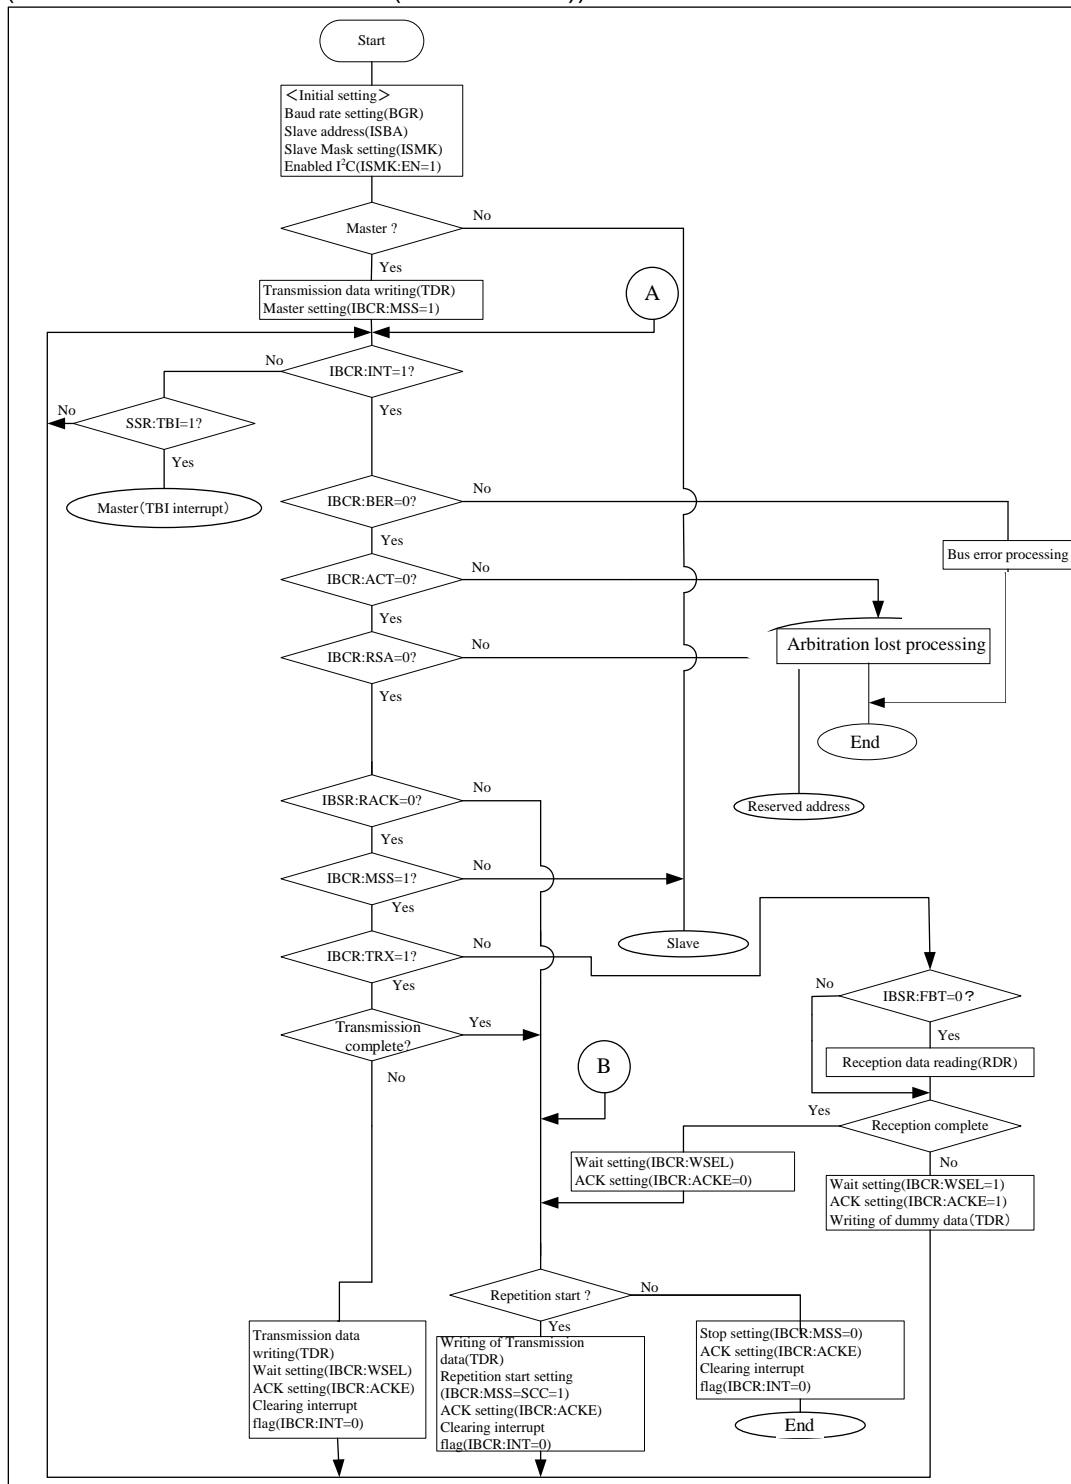 Start
<Initial setting>
Baud rate setting(BGR)
Slave address(ISBA)
Slave Mask setting(ISMK)
Enabled I²C(ISMK:EN=1)
Master ?
No
Yes
Transmission data writing(TDR)
Master setting(IBCR:MSS=1)
A
IBCR:INT=1?
No
Yes
SSR:TBI=1?
No
Yes
Master(TBI interrupt)
IBCR:BER=0?
No
Yes
Bus error processing
IBCR:ACT=0?
No
Yes
Arbitration lost processing
IBCR:RSA=0?
No
Yes
End
Reserved address
IBSR:RACK=0?
No
Yes
IBCR:MSS=1?
No
Yes
Slave
IBCR:TRX=1?
No
Yes
IBSR:FBT=0?
No
Yes
Transmission
complete?
Yes
No
Reception data reading(RDR)
B
Reception complete
Yes
No
Wait setting(IBCR:WSEL)
ACK setting(IBCR:ACKE=0)
Wait setting(IBCR:WSEL=1)
ACK setting(IBCR:ACKE=1)
Writing of dummy data(TDR)
Repetition start ?
No
Yes
Transmission data
writing(TDR)
Wait setting(IBCR:WSEL)
ACK setting(IBCR:ACKE)
Clearing interrupt
flag(IBCR:INT=0)
Writing of Transmission
data(TDR)
Repetition start setting
(IBCR:MSS=SCC=1)
ACK setting(IBCR:ACKE)
Clearing interrupt
flag(IBCR:INT=0)
Stop setting(IBCR:MSS=0)
ACK setting(IBCR:ACKE)
Clearing interrupt
flag(IBCR:INT=0)
End